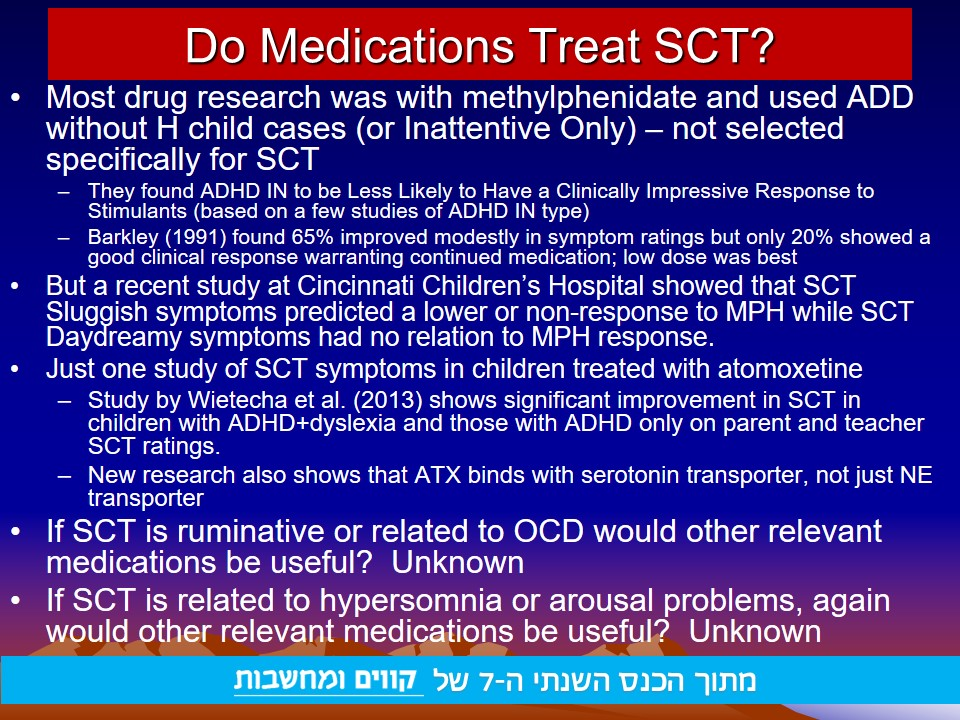 Do Medications Treat SCT?
• Most drug research was with methylphenidate and used ADD
without H child cases (or Inattentive Only) – not selected
specifically for SCT
– They found ADHD IN to be Less Likely to Have a Clinically Impressive Response to
Stimulants (based on a few studies of ADHD IN type)
– Barkley (1991) found 65% improved modestly in symptom ratings but only 20% showed a
good clinical response warranting continued medication; low dose was best
• But a recent study at Cincinnati Children’s Hospital showed that SCT
Sluggish symptoms predicted a lower or non-response to MPH while SCT
Daydreamy symptoms had no relation to MPH response.
• Just one study of SCT symptoms in children treated with atomoxetine
– Study by Wietecha et al. (2013) shows significant improvement in SCT in
children with ADHD+dyslexia and those with ADHD only on parent and teacher
SCT ratings.
– New research also shows that ATX binds with serotonin transporter, not just NE
transporter
• If SCT is ruminative or related to OCD would other relevant
medications be useful? Unknown
• If SCT is related to hypersomnia or arousal problems, again
would other relevant medications be useful? Unknown
מתוך הכנס השנתי ה-7 של קווים ומחשבות